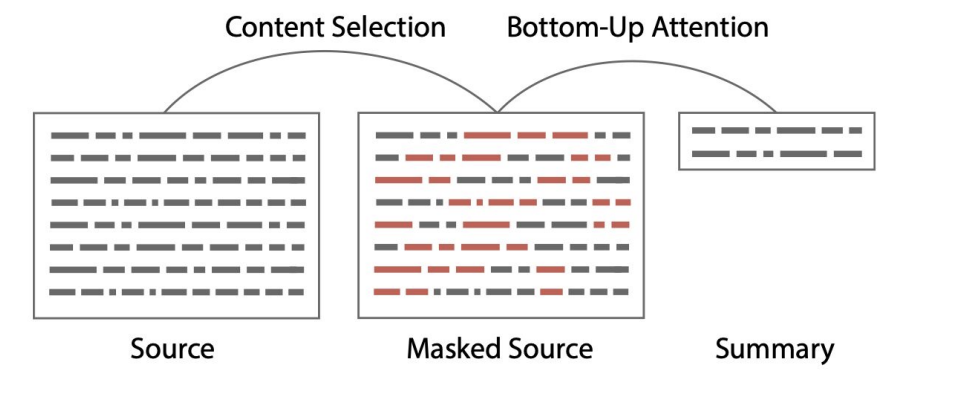 Content Selection
Bottom-Up Attention
Source
Masked Source
Summary